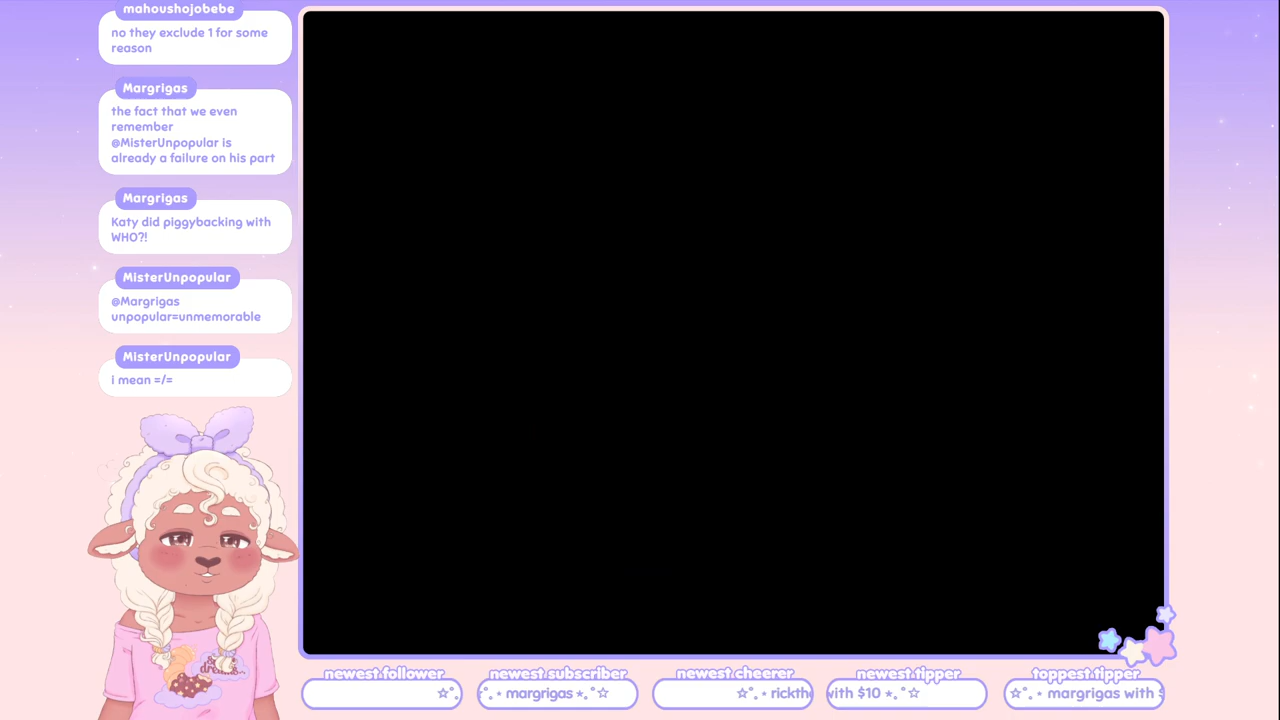 mahoushojobebe
no they exclude 1 for some
reason
Margrigas
the fact that we even
remember
@MisterUnpopular is
already a failure on his part
Margrigas
Katy did piggybacking with
WHO?!
MisterUnpopular
@Margrigas
unpopular=unmemorable
MisterUnpopular
i mean =/=
newest follower
newest subscriber
margrigas
newest cheerer
newest tipper
with $10
toppest tipper
margrigas with $